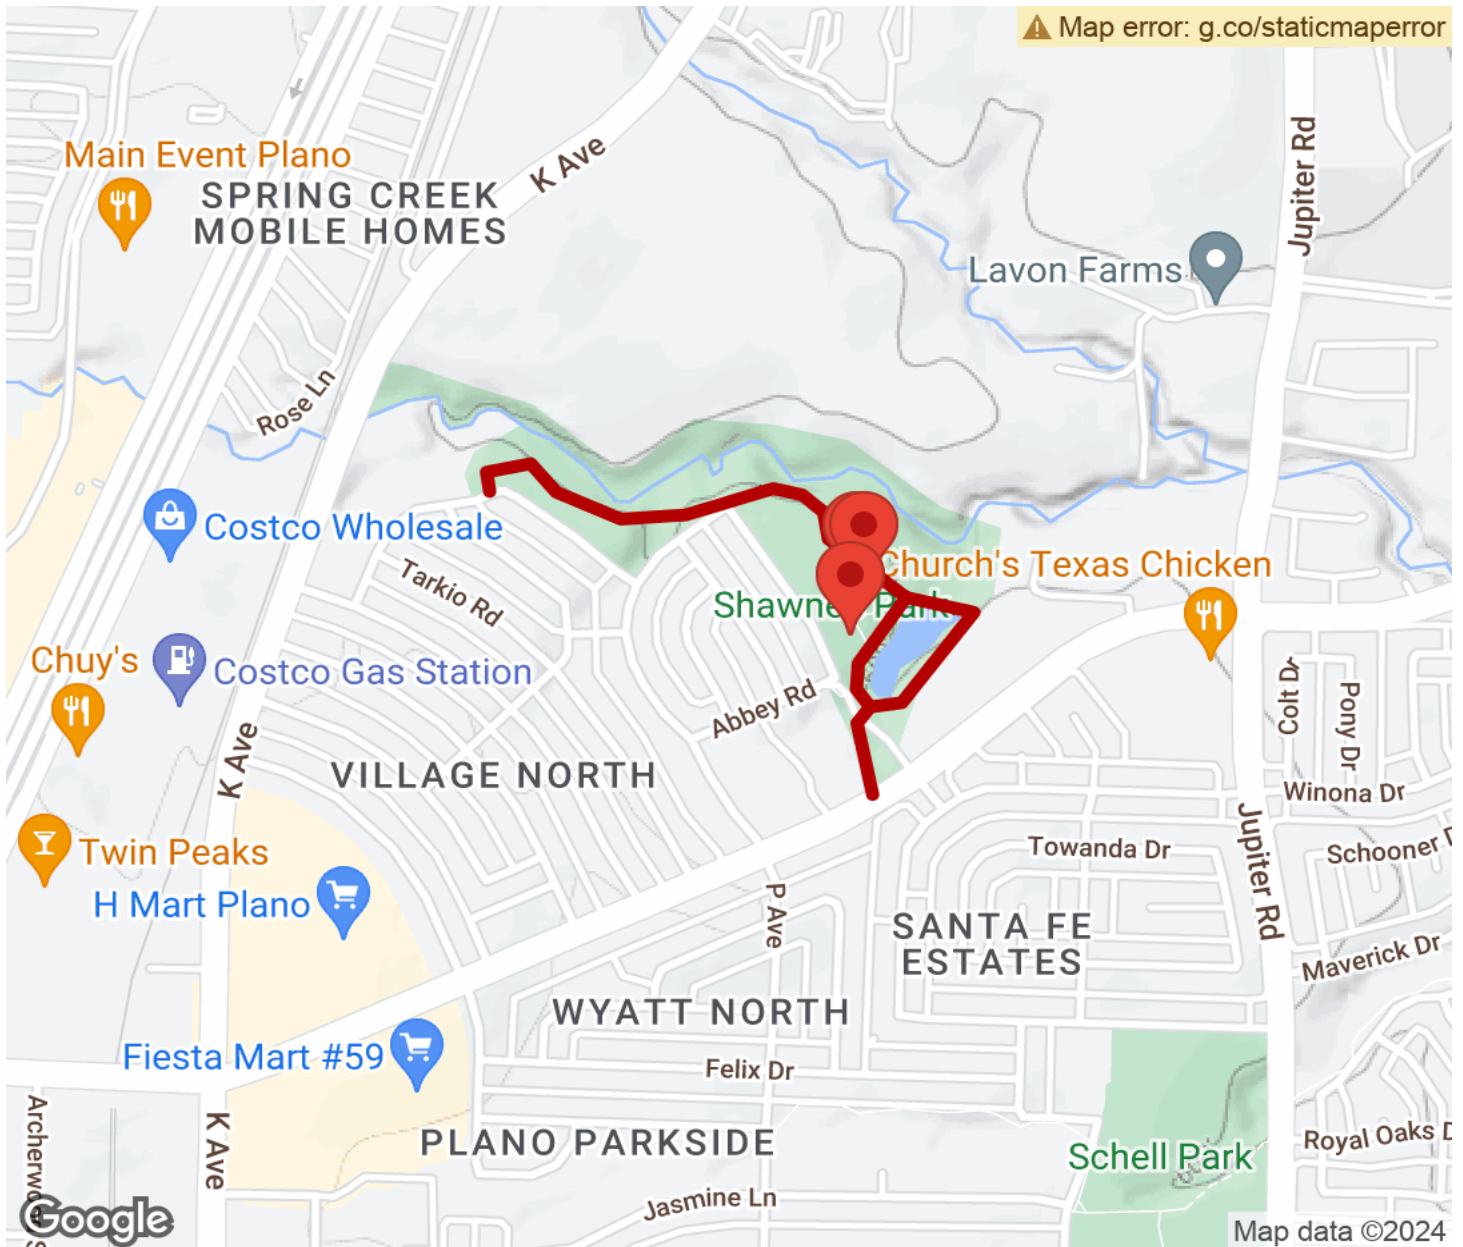 Map error: g.co/staticmaperror
Main Event Plano
SPRING CREEK
MOBILE HOMES
K Ave
Jupiter Rd
Lavon Farms
Rose Ln
Costco Wholesale
Church's Texas Chicken
Tarkio Rd
Shawnee Park
Chuy's
Costco Gas Station
Abbey Rd
Colt Dr
Pony Dr
K Ave
VILLAGE NORTH
Winona Dr
Twin Peaks
Towanda Dr
Jupiter Rd
Schooner
H Mart Plano
P Ave
SANTA FE
ESTATES
Maverick Dr
WYATT NORTH
Fiesta Mart #59
Felix Dr
K Ave
PLANO PARKSIDE
Schell Park
Royal Oaks
Jasmine Ln
Google
Map data ©2024